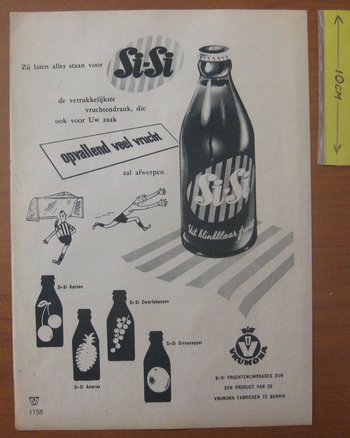 Zij laten alles staan voor
Si-Si
de verrukkelijkste
vruchtendrank, die
ook voor Uw zaak
opvallend veel vrucht
zal afwerpen.
Si-Si
Uit klinkklaar
Si-Si Kersen
Si-Si Zwartebessen
Si-Si Sinaasappel
Si-Si Ananas
V
VRUMONA
Si-Si VRUCHTENLIMONADES ZIJN
EEN PRODUCT VAN DE
VRUMONA FABRIEKEN TE BUNNIK
1158
10CM